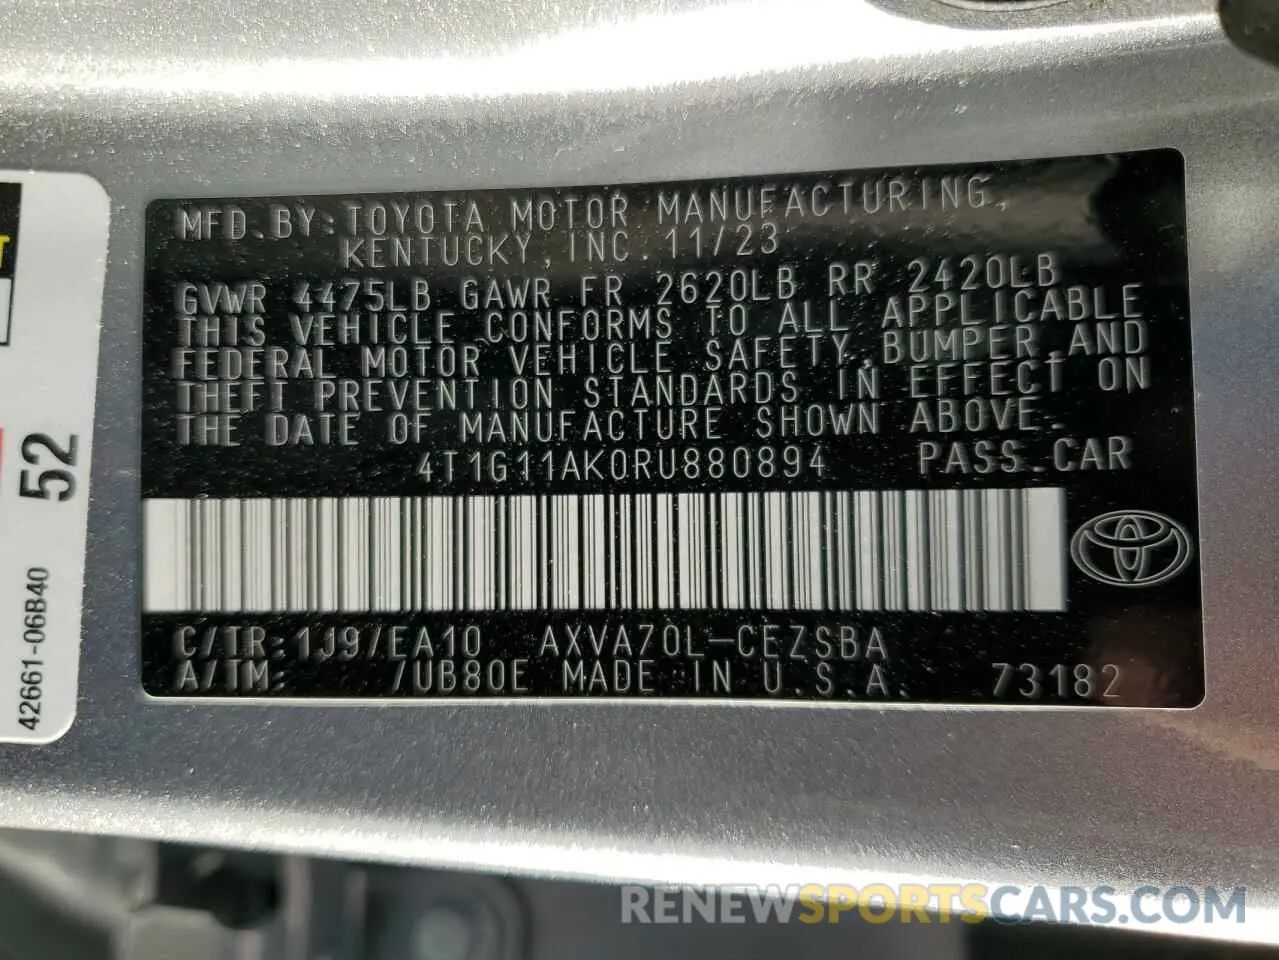 MFD.BY:TOYOTA MOTOR MANUFACTURING,
KENTUCKY,INC. 11/23
GVWR 4475LB GAWR FR 2620LB RR 2420LB
THIS VEHICLE CONFORMS TO ALL APPLICABLE
FEDERAL MOTOR VEHICLE SAFETY,BUMPER,AND
THEFT PREVENTION STANDARDS IN EFFECT ON
THE DATE OF MANUFACTURE SHOWN ABOVE.
4T1G11AK0RU880894 PASS.CAR
C/TR:1J9/EA10 AXVA70L-CEZSBA
A/TM: /UB80E MADE IN U.S.A. 73182
52
42661-06B40
RENEWSPORTSCARS.COM